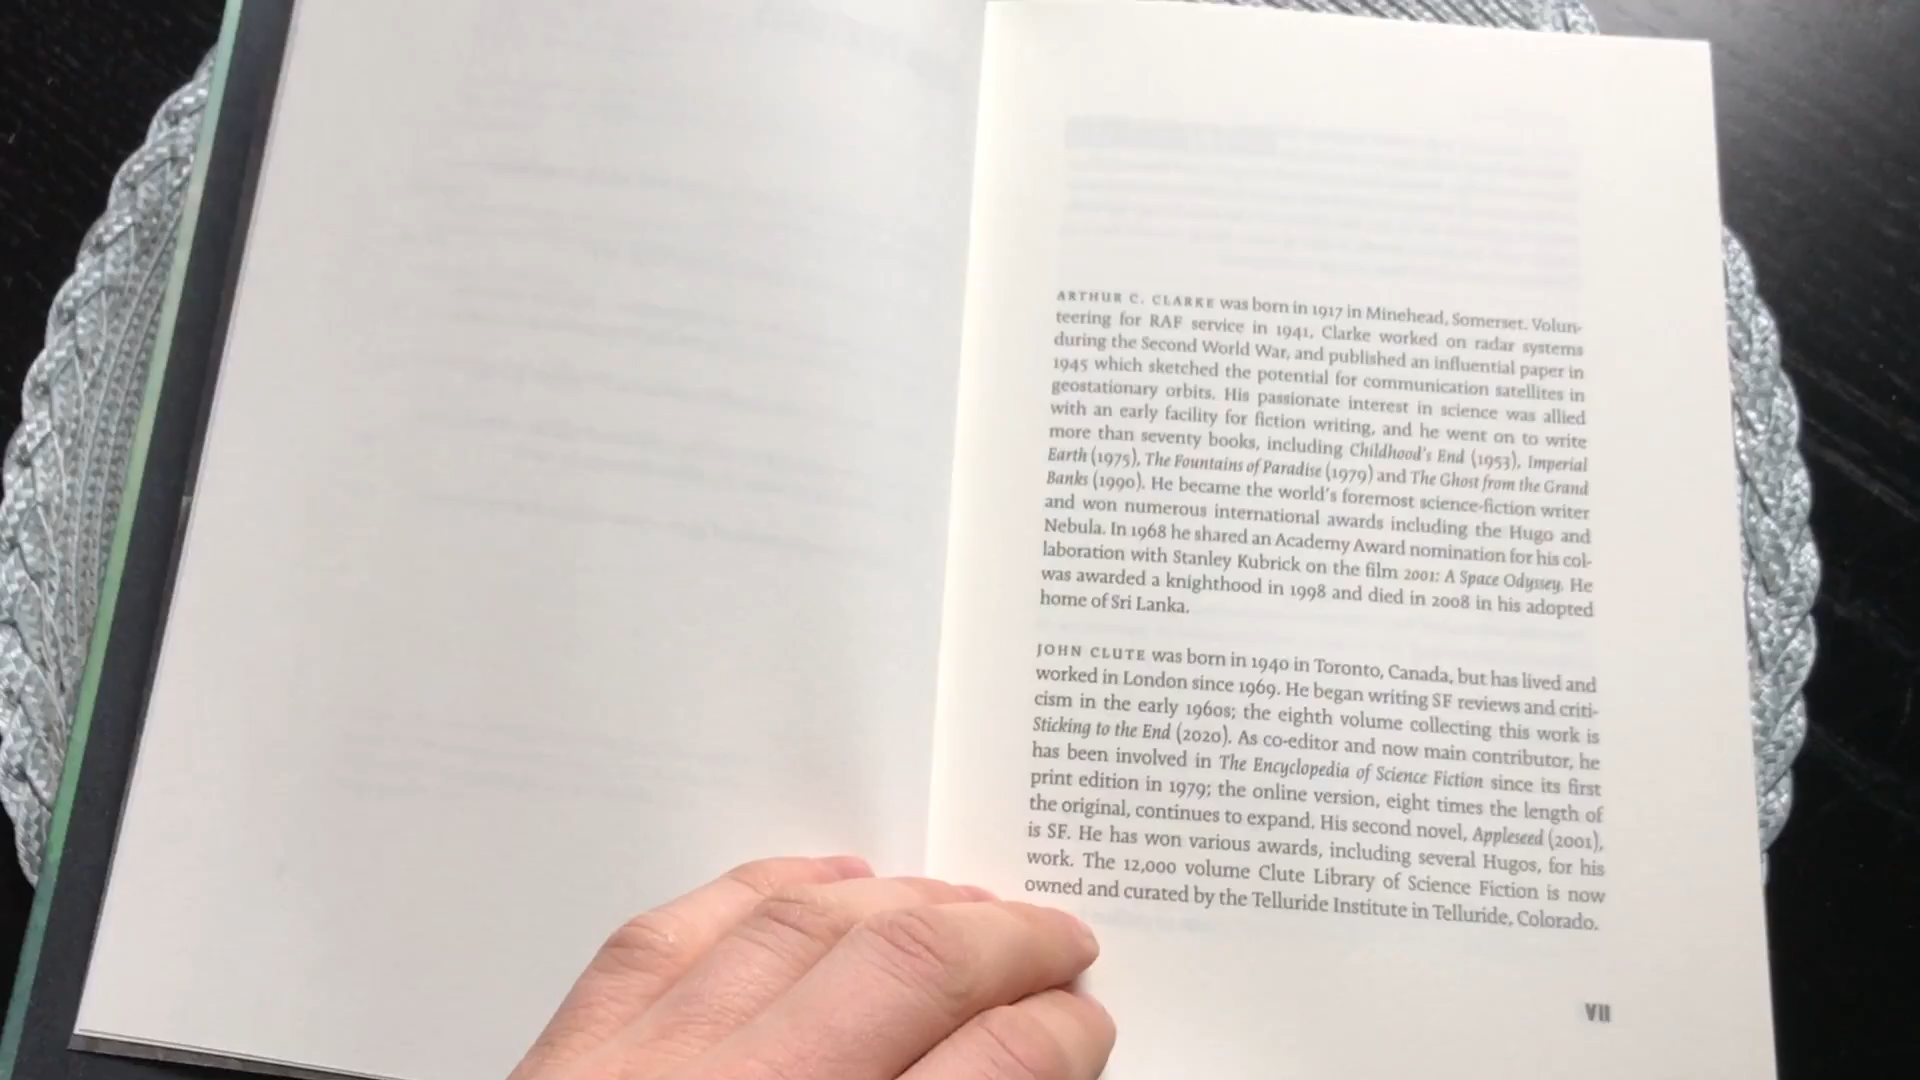 ARTHUR C. CLARKE was born in 1917 in Minehead, Somerset. Volun-
teering for RAF service in 1941, Clarke worked on radar systems
during the Second World War, and published an influential paper in
1945 which sketched the potential for communication satellites in
geostationary orbits. His passionate interest in science was allied
with an early facility for fiction writing, and he went on to write
more than seventy books, including Childhood's End (1953), Imperial
Earth (1975), The Fountains of Paradise (1979) and The Ghost from the Grand
Banks (1990). He became the world's foremost science-fiction writer
and won numerous international awards including the Hugo and
Nebula. In 1968 he shared an Academy Award nomination for his col-
laboration with Stanley Kubrick on the film 2001: A Space Odyssey. He
was awarded a knighthood in 1998 and died in 2008 in his adopted
home of Sri Lanka.
JOHN CLUTE was born in 1940 in Toronto, Canada, but has lived and
worked in London since 1969. He began writing SF reviews and criti-
cism in the early 1960s; the eighth volume collecting this work is
Sticking to the End (2020). As co-editor and now main contributor, he
has been involved in The Encyclopedia of Science Fiction since its first
print edition in 1979; the online version, eight times the length of
the original, continues to expand. His second novel, Appleseed (2001),
is SF. He has won various awards, including several Hugos, for his
work. The 12,000 volume Clute Library of Science Fiction is now
owned and curated by the Telluride Institute in Telluride, Colorado.
VII